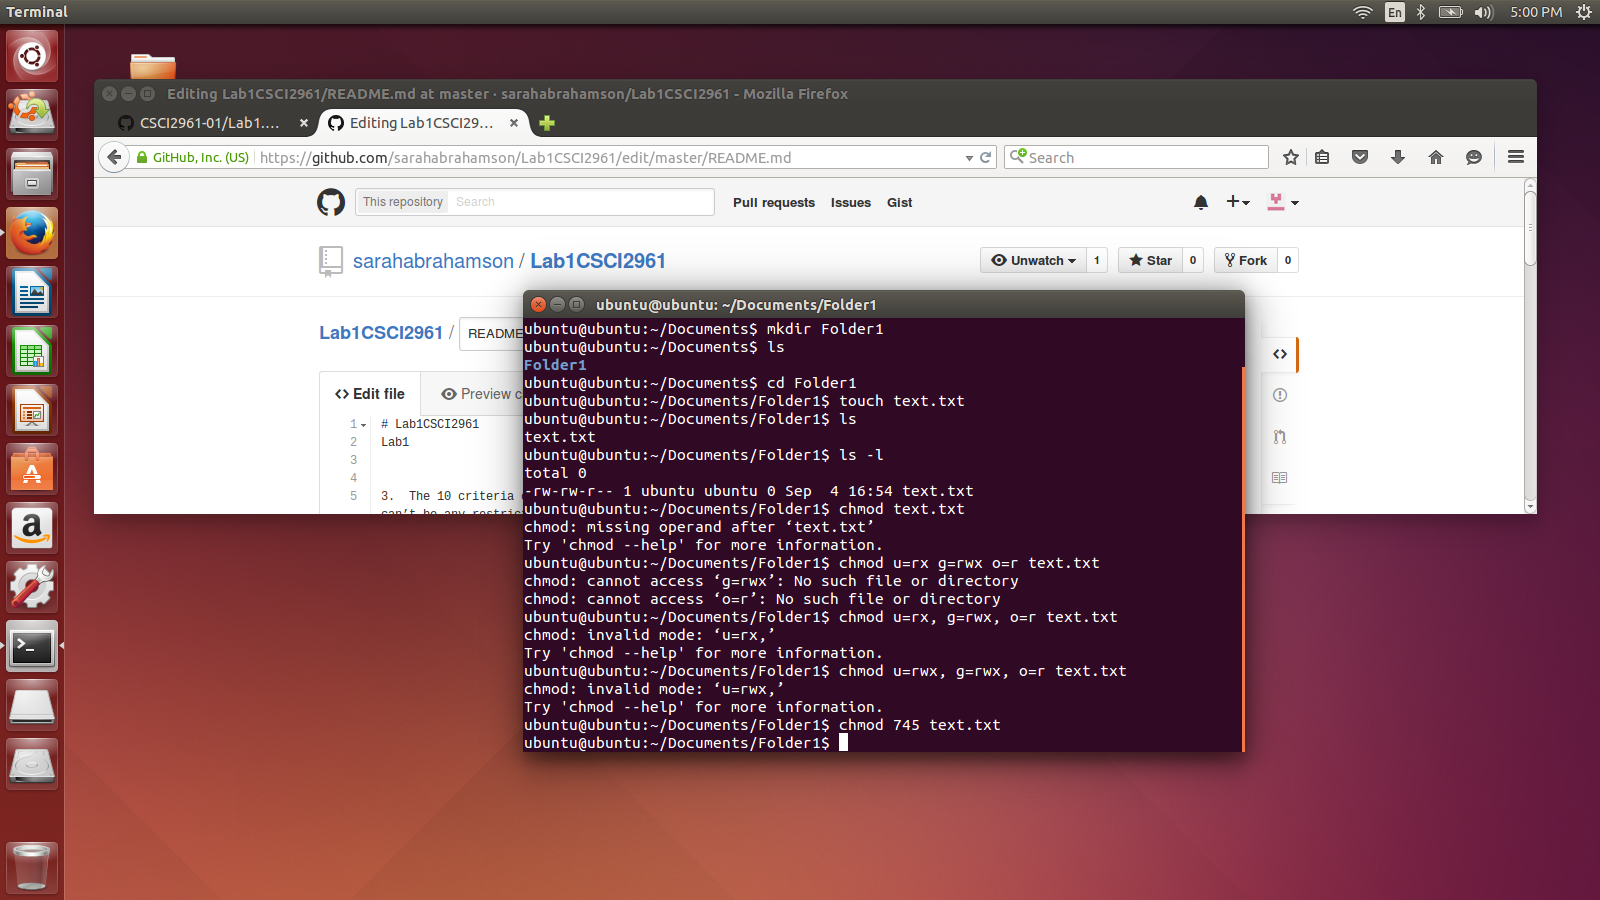 Terminal
En
5:00 PM
Editing Lab1CSCI2961/README.md at master · sarahabrahamson/Lab1CSCI2961 - Mozilla Firefox
CSCI2961-01/Lab1....
Editing Lab1CSCI29...
GitHub, Inc. (US)
https://github.com/sarahabrahamson/Lab1CSCI2961/edit/master/README.md
Search
This repository
Search
Pull requests
Issues
Gist
sarahabrahamson / Lab1CSCI2961
Unwatch
1
Star
0
Fork
0
Lab1CSCI2961 /
README
Edit file
Preview c
1
# Lab1CSCI2961
2
Lab1
3
4
5
3. The 10 criteria
can't be any restric
ubuntu@ubuntu: ~/Documents/Folder1
ubuntu@ubuntu:~/Documents$ mkdir Folder1
ubuntu@ubuntu:~/Documents$ ls
Folder1
ubuntu@ubuntu:~/Documents$ cd Folder1
ubuntu@ubuntu:~/Documents/Folder1$ touch text.txt
ubuntu@ubuntu:~/Documents/Folder1$ ls
text.txt
ubuntu@ubuntu:~/Documents/Folder1$ ls -l
total 0
-rw-rw-r-- 1 ubuntu ubuntu 0 Sep  4 16:54 text.txt
ubuntu@ubuntu:~/Documents/Folder1$ chmod text.txt
chmod: missing operand after ‘text.txt’
Try 'chmod --help' for more information.
ubuntu@ubuntu:~/Documents/Folder1$ chmod u=rx g=rwx o=r text.txt
chmod: cannot access ‘g=rwx’: No such file or directory
chmod: cannot access ‘o=r’: No such file or directory
ubuntu@ubuntu:~/Documents/Folder1$ chmod u=rx, g=rwx, o=r text.txt
chmod: invalid mode: ‘u=rx,’
Try 'chmod --help' for more information.
ubuntu@ubuntu:~/Documents/Folder1$ chmod u=rwx, g=rwx, o=r text.txt
chmod: invalid mode: ‘u=rwx,’
Try 'chmod --help' for more information.
ubuntu@ubuntu:~/Documents/Folder1$ chmod 745 text.txt
ubuntu@ubuntu:~/Documents/Folder1$